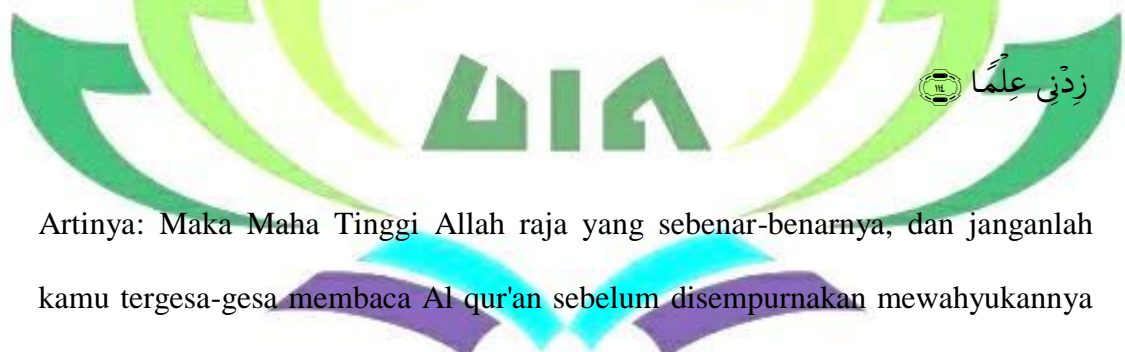 زِدْنِى عِلْمًا ۝١١٤
UIN
Artinya: Maka Maha Tinggi Allah raja yang sebenar-benarnya, dan janganlah
kamu tergesa-gesa membaca Al qur'an sebelum disempurnakan mewahyukannya